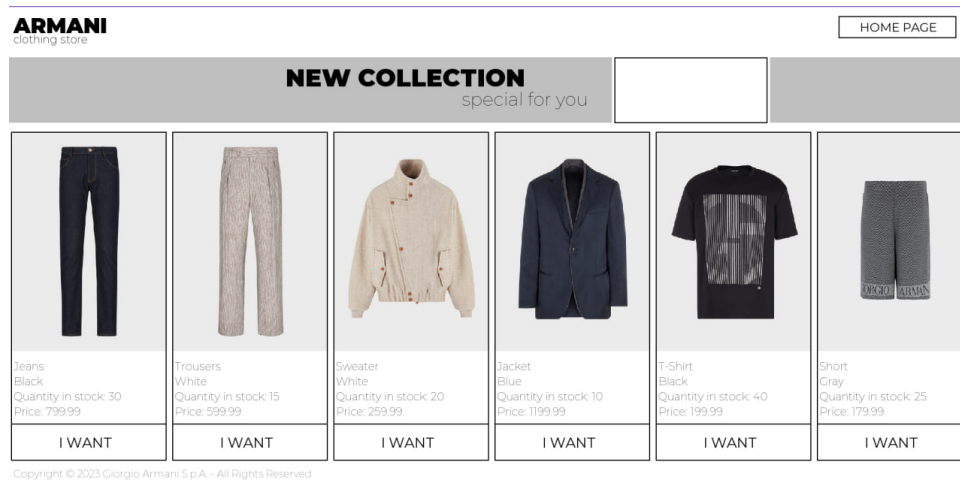 ARMANI
clothing store
HOME PAGE
NEW COLLECTION
special for you
GIORGIO ARMANI
Jeans
Black
Quantity in stock: 30
Price: 799.99
I WANT
Trousers
White
Quantity in stock: 15
Price: 599.99
I WANT
Sweater
White
Quantity in stock: 20
Price: 259.99
I WANT
Jacket
Blue
Quantity in stock: 10
Price: 1199.99
I WANT
T-Shirt
Black
Quantity in stock: 40
Price: 199.99
I WANT
Short
Gray
Quantity in stock: 25
Price: 179.99
I WANT
Copyright © 2023 Giorgio Armani S.p.A. - All Rights Reserved